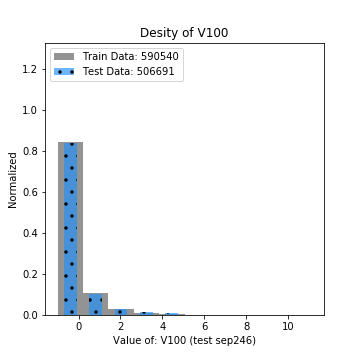 Desity of V100
Train Data: 590540
Test Data: 506691
Normalized
1.2
1.0
0.8
0.6
0.4
0.2
0.0
0 2 4 6 8 10
Value of: V100 (test sep246)